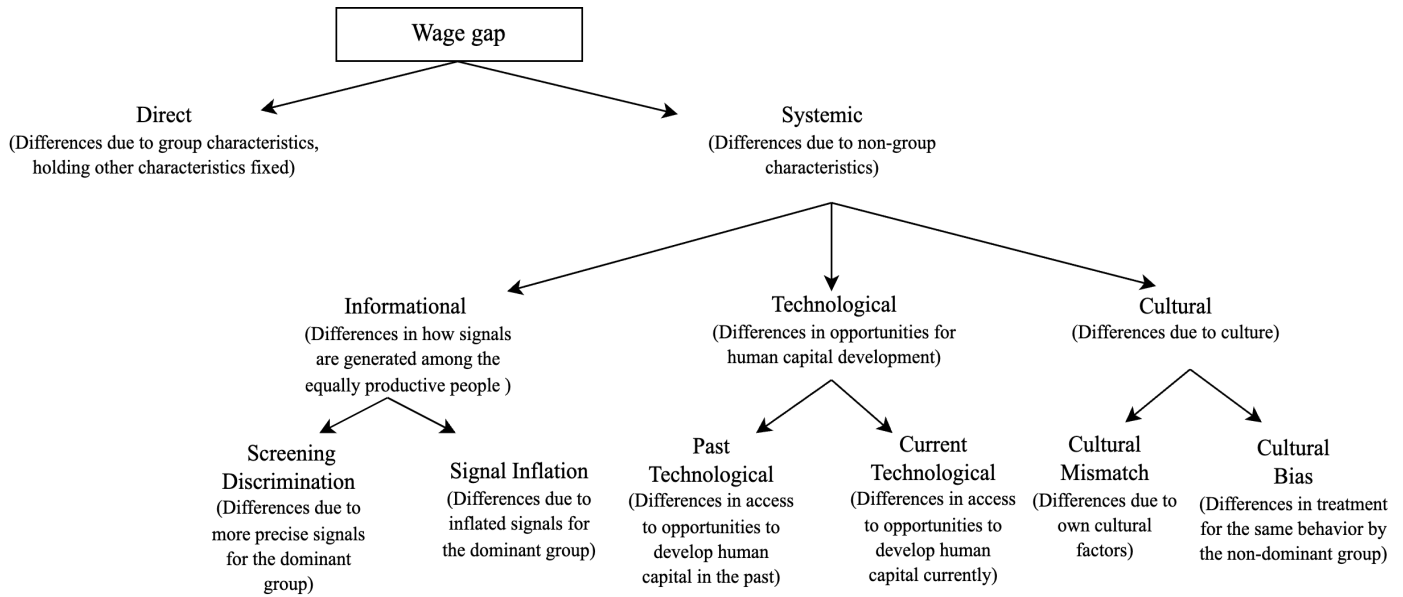 Wage gap
Direct
(Differences due to group characteristics,
holding other characteristics fixed)
Systemic
(Differences due to non-group
characteristics)
Informational
(Differences in how signals
are generated among the
equally productive people )
Technological
(Differences in opportunities for
human capital development)
Cultural
(Differences due to culture)
Screening
Discrimination
(Differences due to
more precise signals
for the dominant
group)
Signal Inflation
(Differences due to
inflated signals for
the dominant group)
Past
Technological
(Differences in access
to opportunities to
develop human
capital in the past)
Current
Technological
(Differences in access
to opportunities to
develop human
capital currently)
Cultural
Mismatch
(Differences due to
own cultural
factors)
Cultural
Bias
(Differences in treatment
for the same behavior by
the non-dominant group)